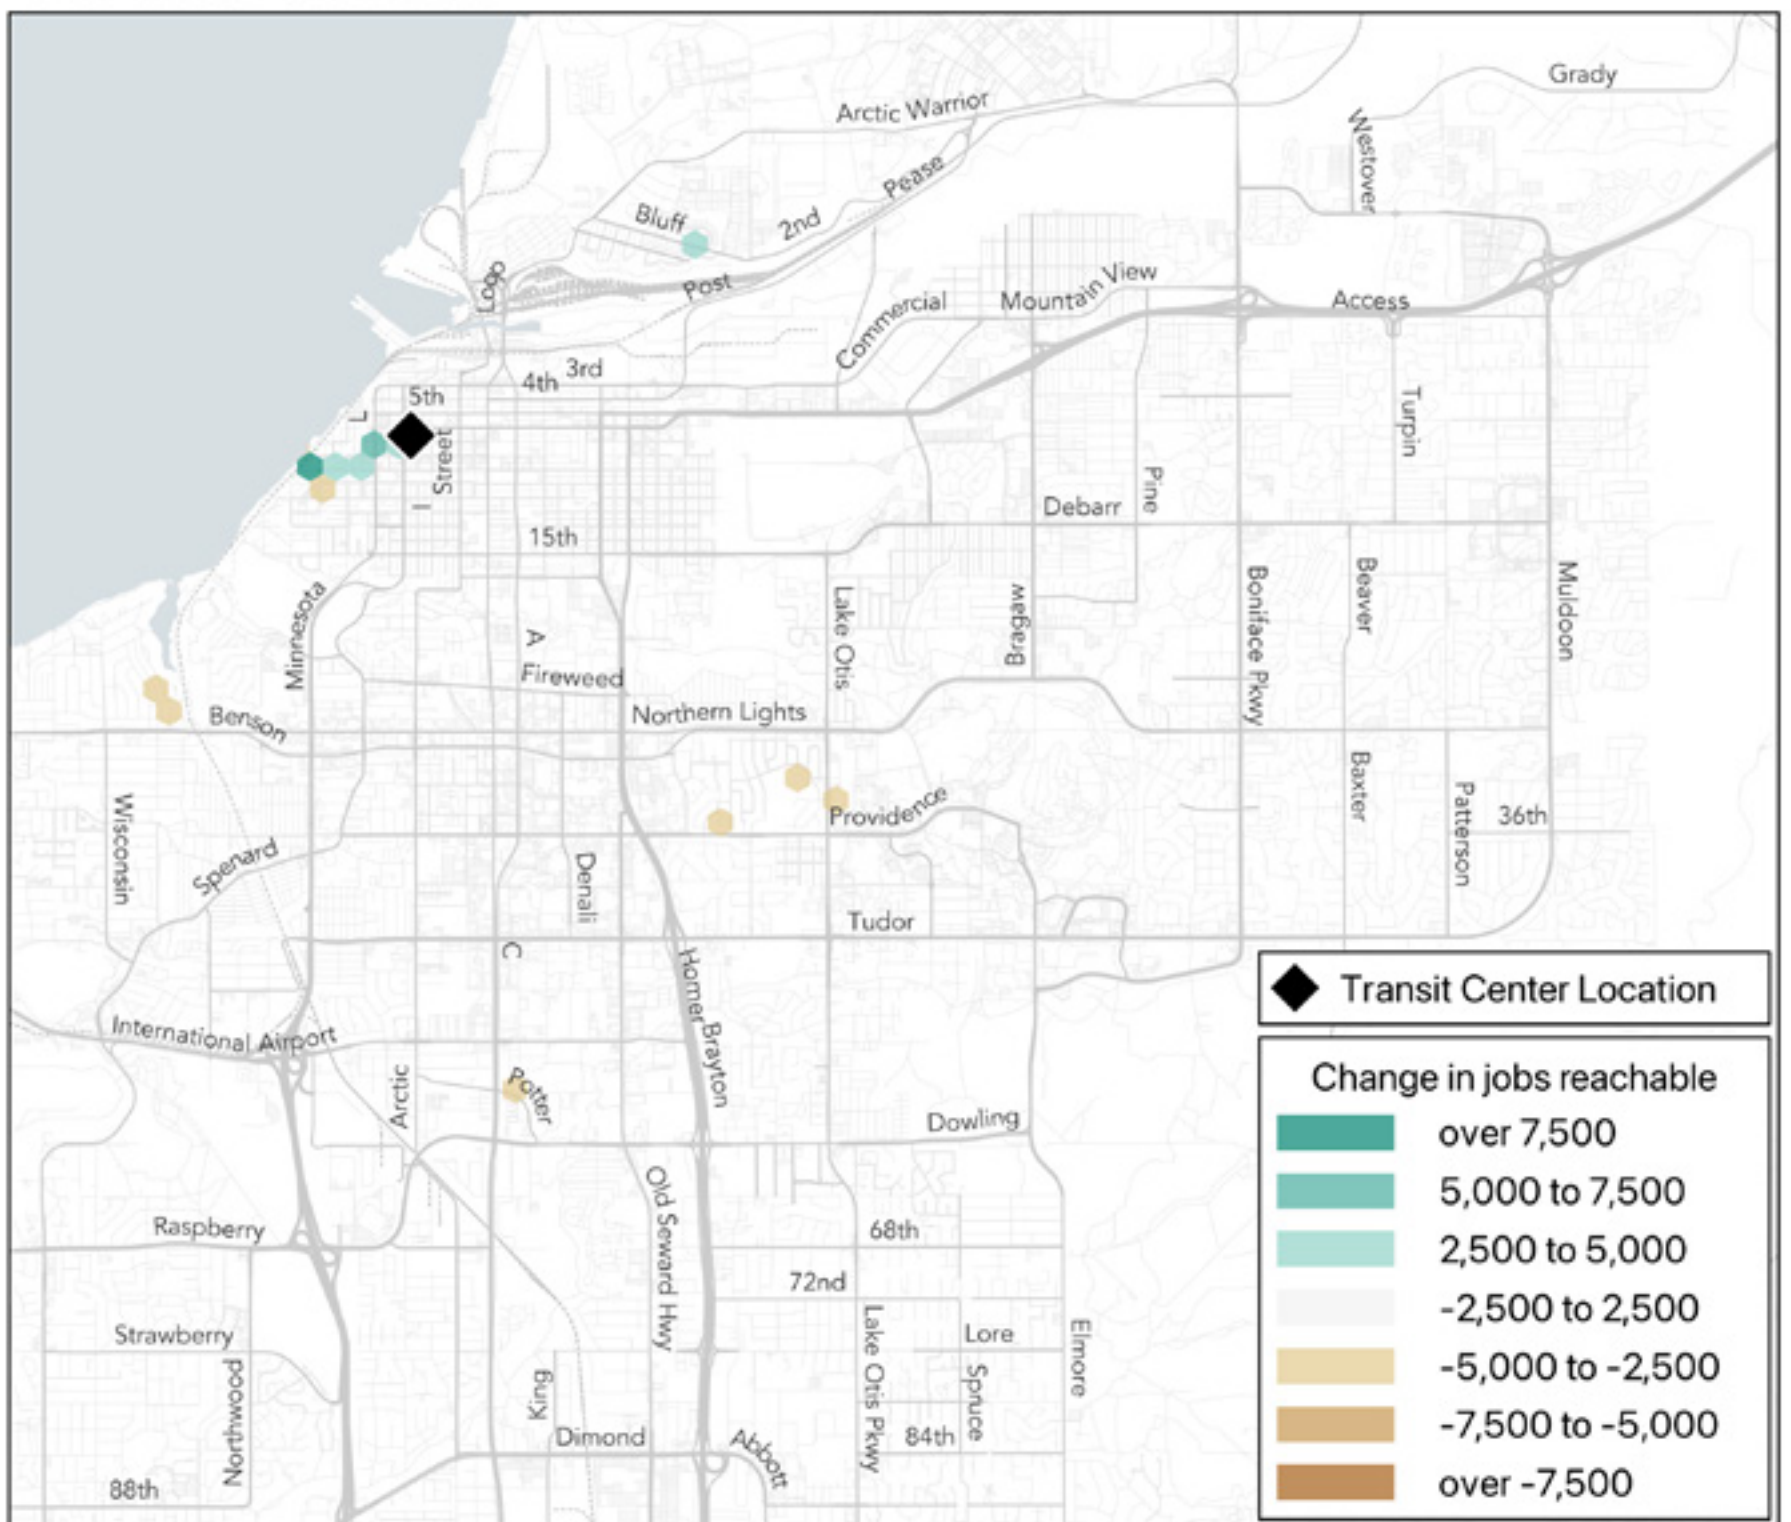 Grady
Arctic Warrior
Westover
Pease
Bluff
2nd
Loop
Post
Mountain View
Commercial
Access
3rd
4th
5th
L
Street
I
Turpin
Pine
Debarr
15th
Minnesota
A
Lake Otis
Bragaw
Boniface Pkwy
Beaver
Muldoon
Fireweed
Benson
Northern Lights
Wisconsin
Spenard
Denali
Providence
Baxter
Patterson
36th
Tudor
C
Homer
Brayton
International Airport
Arctic
Potter
Dowling
Raspberry
Old Seward Hwy
68th
72nd
Strawberry
Northwood
King
Lake Otis Pkwy
Lore
Spruce
Elmore
Dimond
Abbott
84th
88th
Transit Center Location
Change in jobs reachable
over 7,500
5,000 to 7,500
2,500 to 5,000
-2,500 to 2,500
-5,000 to -2,500
-7,500 to -5,000
over -7,500